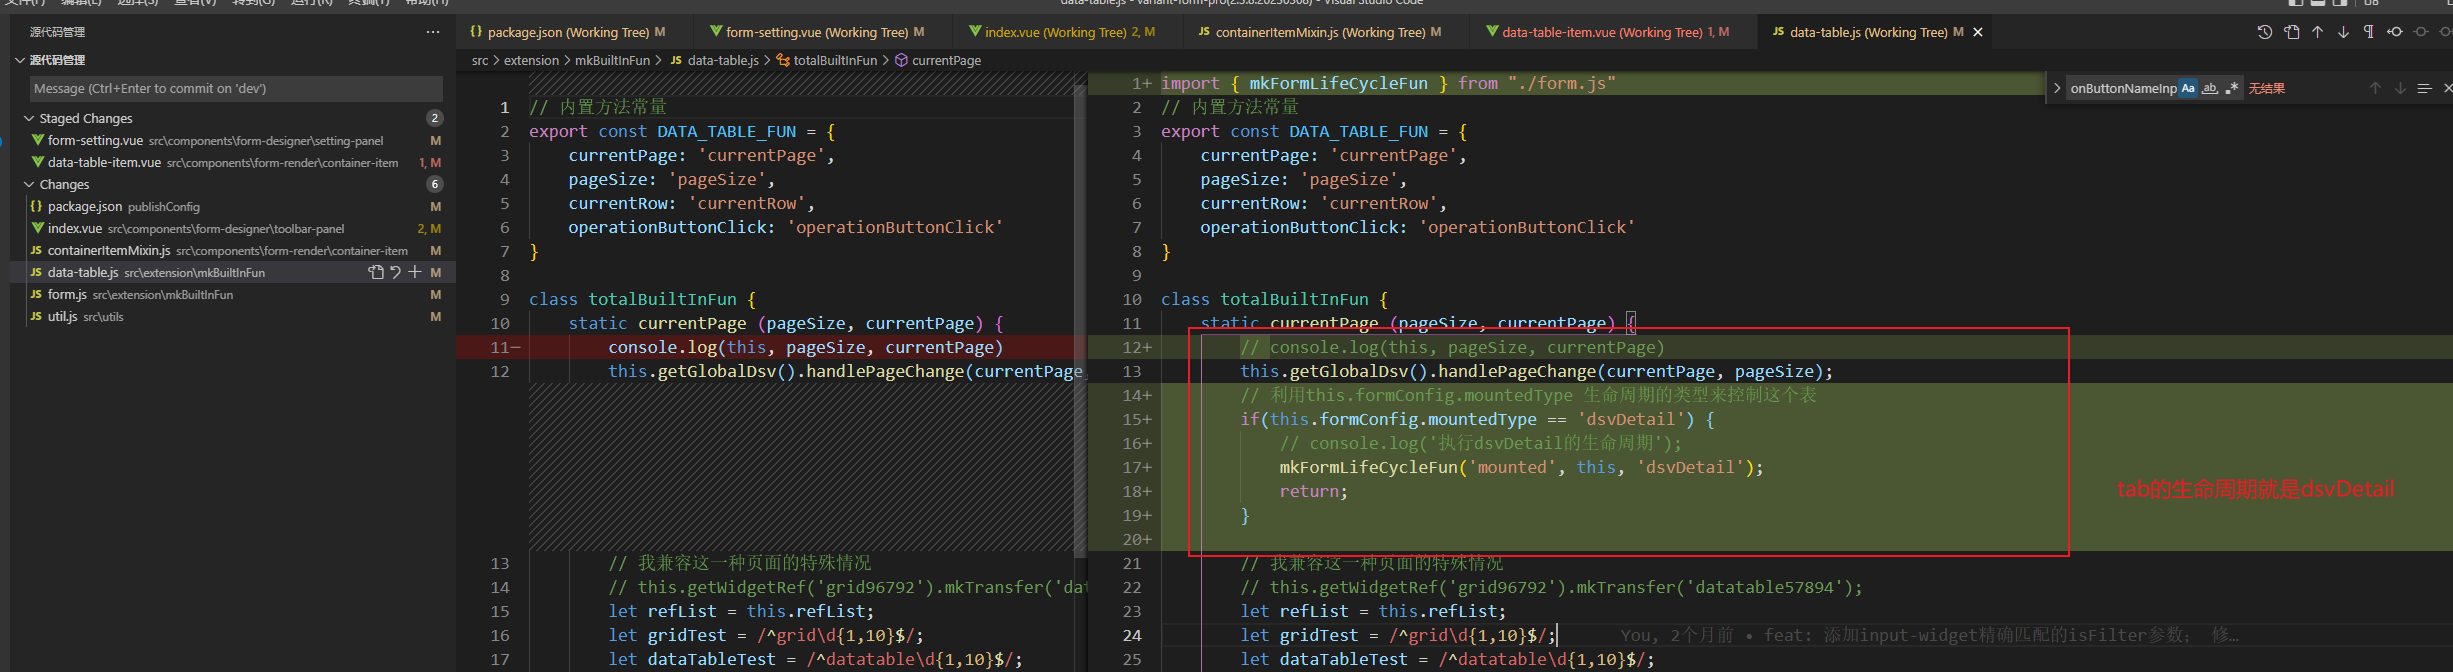 文件(F) 编辑(E) 选择(S) 查看(V) 转到(G) 运行(R) 终端(T) 帮助(H)
data-table.js - variant-form-pro(2.3.8.20230308) - Visual Studio Code
源代码管理
源代码管理
Message (Ctrl+Enter to commit on 'dev')
Staged Changes 2
form-setting.vue src\components\form-designer\setting-panel M
data-table-item.vue src\components\form-render\container-item 1, M
Changes 6
package.json publishConfig M
index.vue src\components\form-designer\toolbar-panel 2, M
containerItemMixin.js src\components\form-render\container-item M
data-table.js src\extension\mkBuiltInFun M
form.js src\extension\mkBuiltInFun M
util.js src\utils M
package.json (Working Tree) M
form-setting.vue (Working Tree) M
index.vue (Working Tree) 2, M
containerItemMixin.js (Working Tree) M
data-table-item.vue (Working Tree) 1, M
data-table.js (Working Tree) M
src > extension > mkBuiltInFun > data-table.js > totalBuiltInFun > currentPage
1 // 内置方法常量
2 export const DATA_TABLE_FUN = {
3 currentPage: 'currentPage',
4 pageSize: 'pageSize',
5 currentRow: 'currentRow',
6 operationButtonClick: 'operationButtonClick'
7 }
8
9 class totalBuiltInFun {
10 static currentPage (pageSize, currentPage) {
11− console.log(this, pageSize, currentPage)
12 this.getGlobalDsv().handlePageChange(currentPage,
13 // 我兼容这一种页面的特殊情况
14 // this.getWidgetRef('grid96792').mkTransfer('dat
15 let refList = this.refList;
16 let gridTest = /^grid\d{1,10}$/;
17 let dataTableTest = /^datatable\d{1,10}$/;
1+ import { mkFormLifeCycleFun } from "./form.js"
2 // 内置方法常量
3 export const DATA_TABLE_FUN = {
4 currentPage: 'currentPage',
5 pageSize: 'pageSize',
6 currentRow: 'currentRow',
7 operationButtonClick: 'operationButtonClick'
8 }
9
10 class totalBuiltInFun {
11 static currentPage (pageSize, currentPage) {
12+ // console.log(this, pageSize, currentPage)
13 this.getGlobalDsv().handlePageChange(currentPage, pageSize);
14+ // 利用this.formConfig.mountedType 生命周期的类型来控制这个表
15+ if(this.formConfig.mountedType == 'dsvDetail') {
16+ // console.log('执行dsvDetail的生命周期');
17+ mkFormLifeCycleFun('mounted', this, 'dsvDetail');
18+ return;
19+ }
20+
21 // 我兼容这一种页面的特殊情况
22 // this.getWidgetRef('grid96792').mkTransfer('datatable57894');
23 let refList = this.refList;
24 let gridTest = /^grid\d{1,10}$/; You, 2个月前 • feat: 添加input-widget精确匹配的isFilter参数; 修…
25 let dataTableTest = /^datatable\d{1,10}$/;
onButtonNameInp Aa ab 无结果
tab的生命周期就是dsvDetail